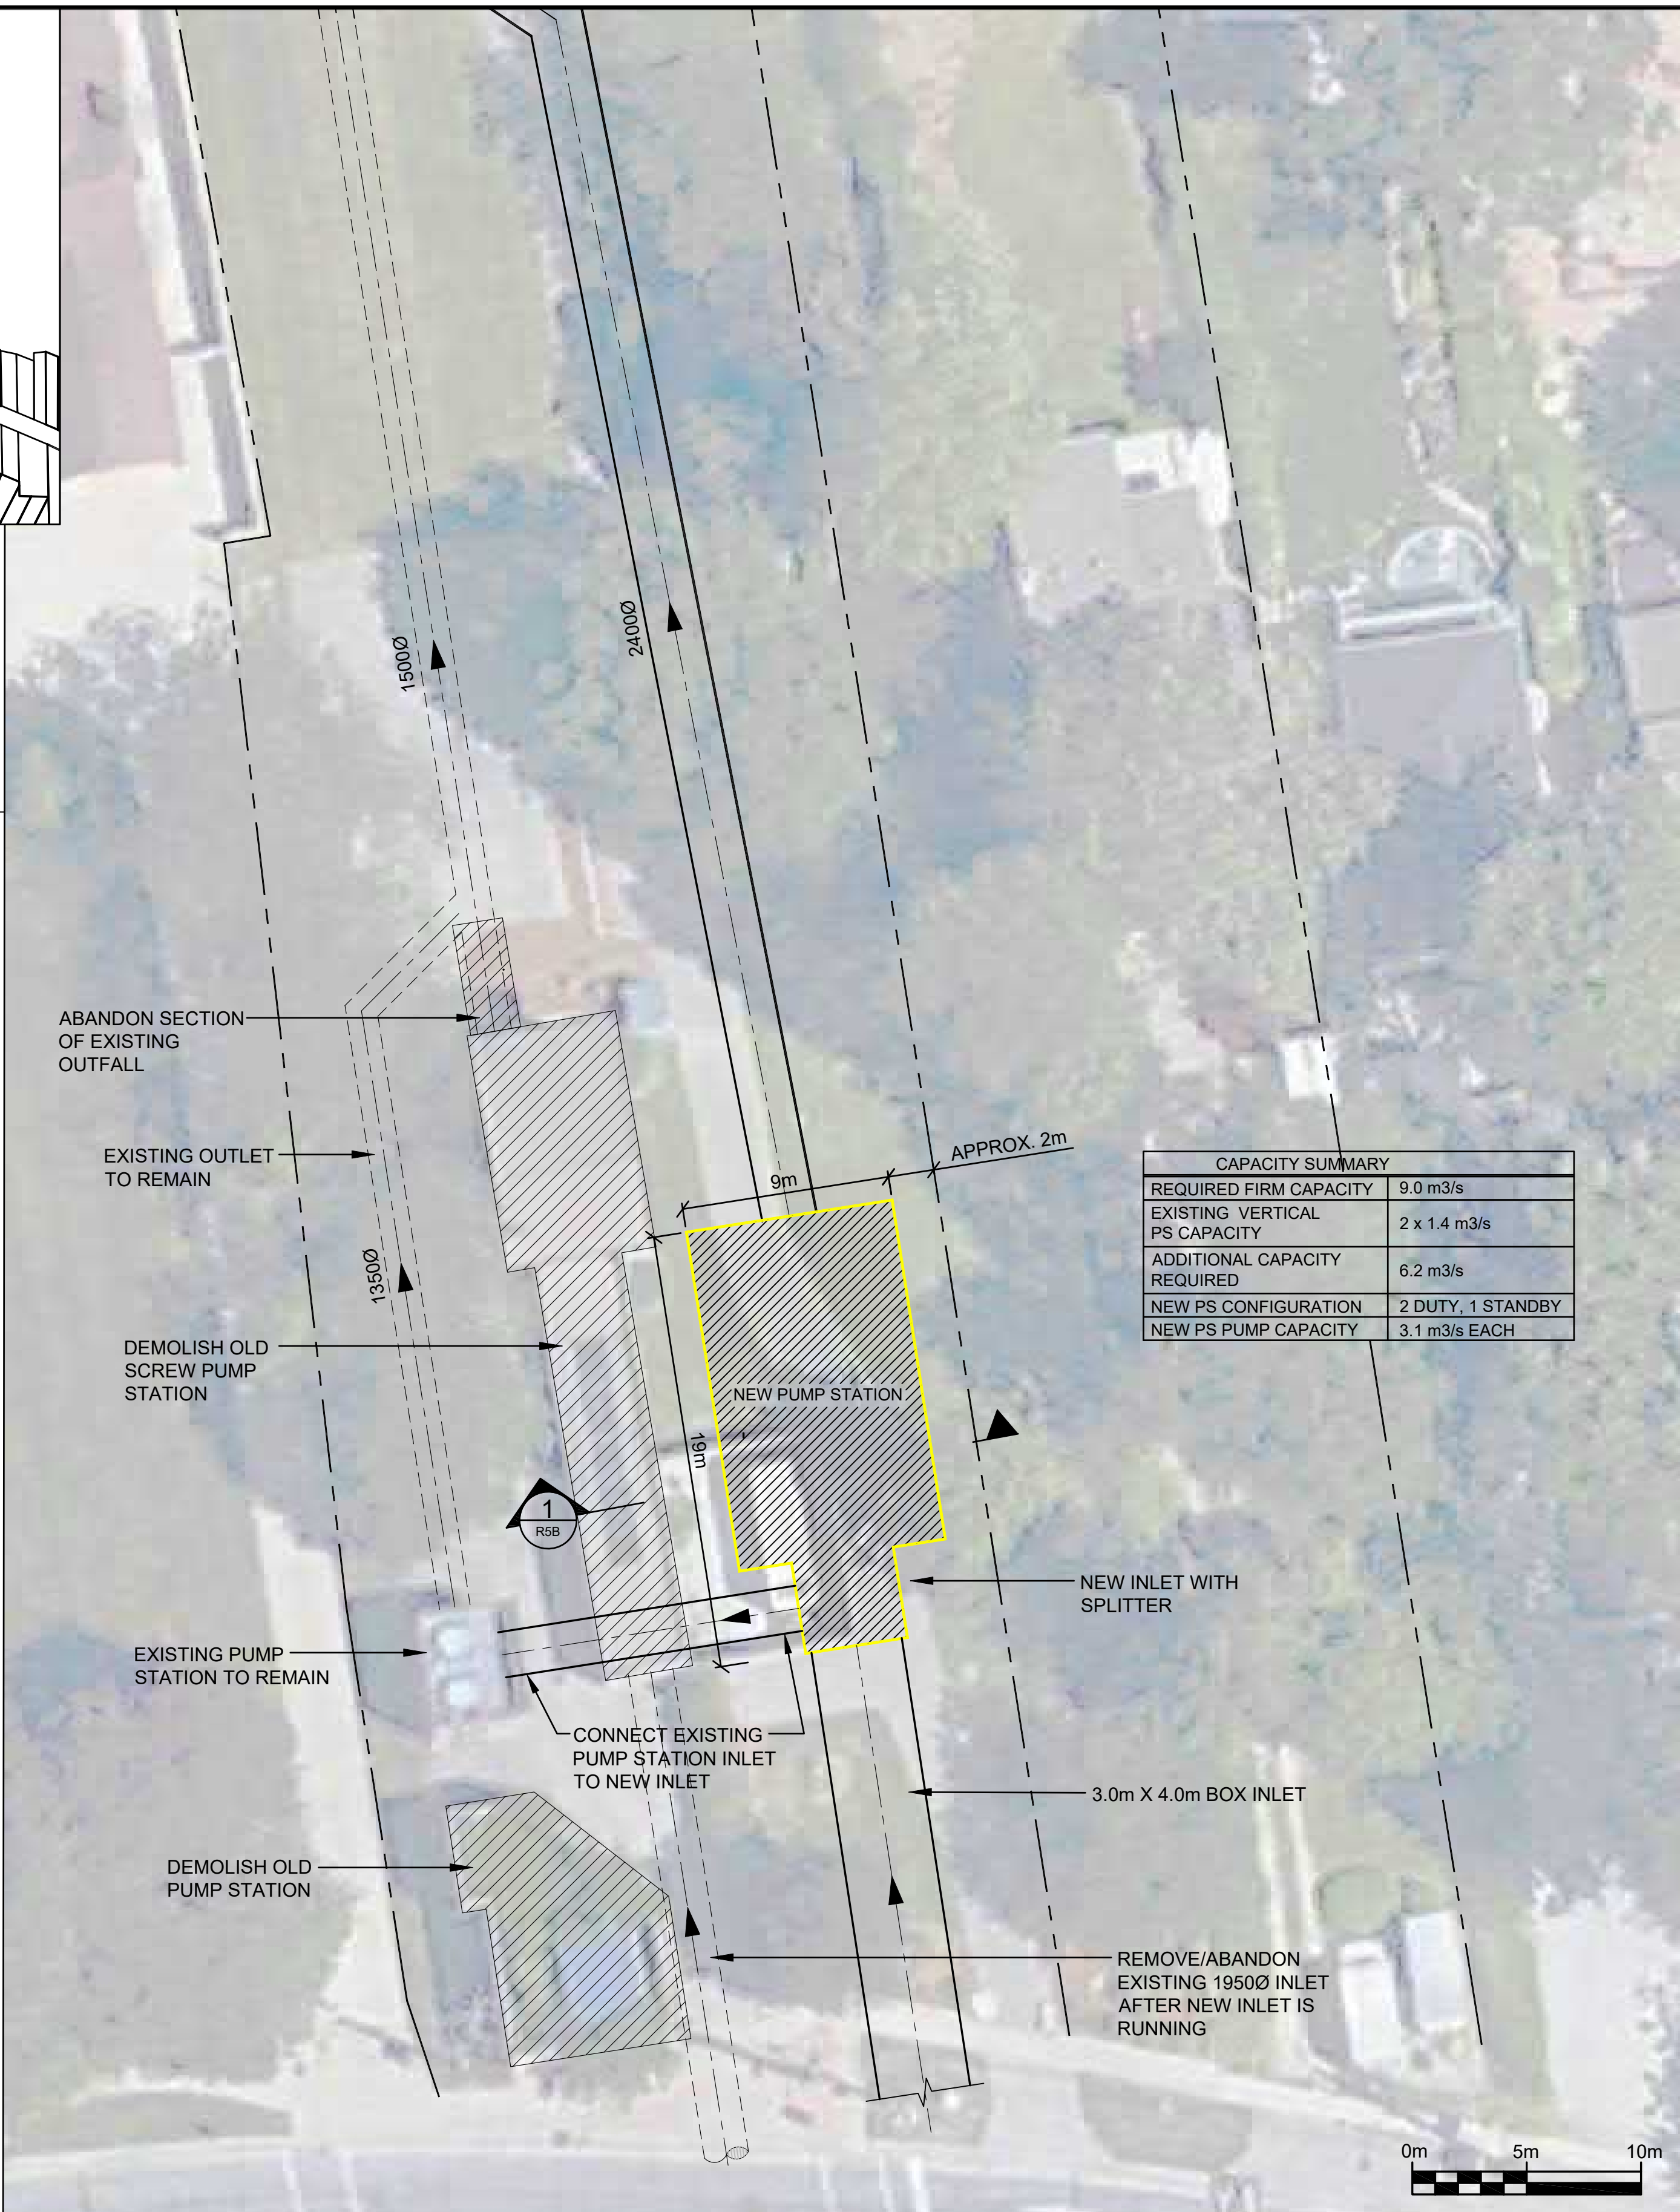 2400Ø
1500Ø
ABANDON SECTION
OF EXISTING
OUTFALL
EXISTING OUTLET
TO REMAIN
1350Ø
APPROX. 2m
9m
CAPACITY SUMMARY
REQUIRED FIRM CAPACITY 9.0 m3/s
EXISTING VERTICAL
PS CAPACITY
2 x 1.4 m3/s
ADDITIONAL CAPACITY
REQUIRED
6.2 m3/s
NEW PS CONFIGURATION 2 DUTY, 1 STANDBY
NEW PS PUMP CAPACITY 3.1 m3/s EACH
DEMOLISH OLD
SCREW PUMP
STATION
NEW PUMP STATION
19m
1
R5B
NEW INLET WITH
SPLITTER
EXISTING PUMP
STATION TO REMAIN
CONNECT EXISTING
PUMP STATION INLET
TO NEW INLET
3.0m X 4.0m BOX INLET
DEMOLISH OLD
PUMP STATION
REMOVE/ABANDON
EXISTING 1950Ø INLET
AFTER NEW INLET IS
RUNNING
0m 5m 10m